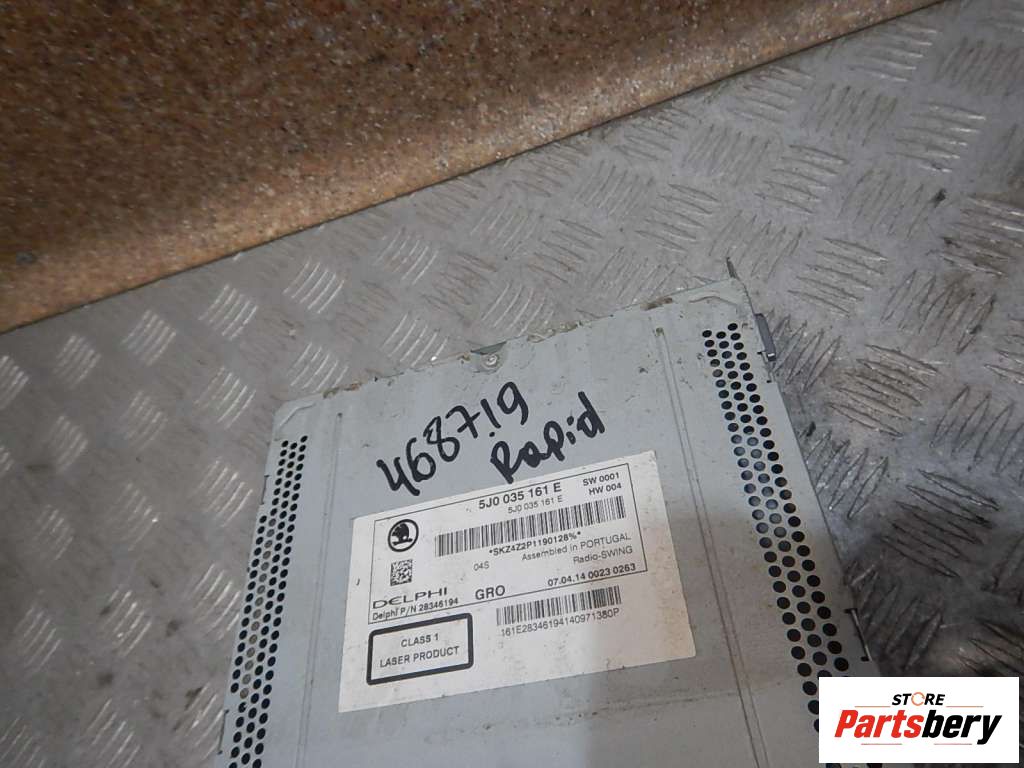 468719
Rapid
5J0 035 161 E
SW 0001
5J0 035 161 E
HW 004
*SKZ4Z2P1190128%*
04S
Assembled in PORTUGAL
Radio-SWING
DELPHI
GRO
07.04.14 0023 0263
Delphi P/N 28346194
161E28346194140971380P
CLASS 1
LASER PRODUCT
STORE
Partsbery